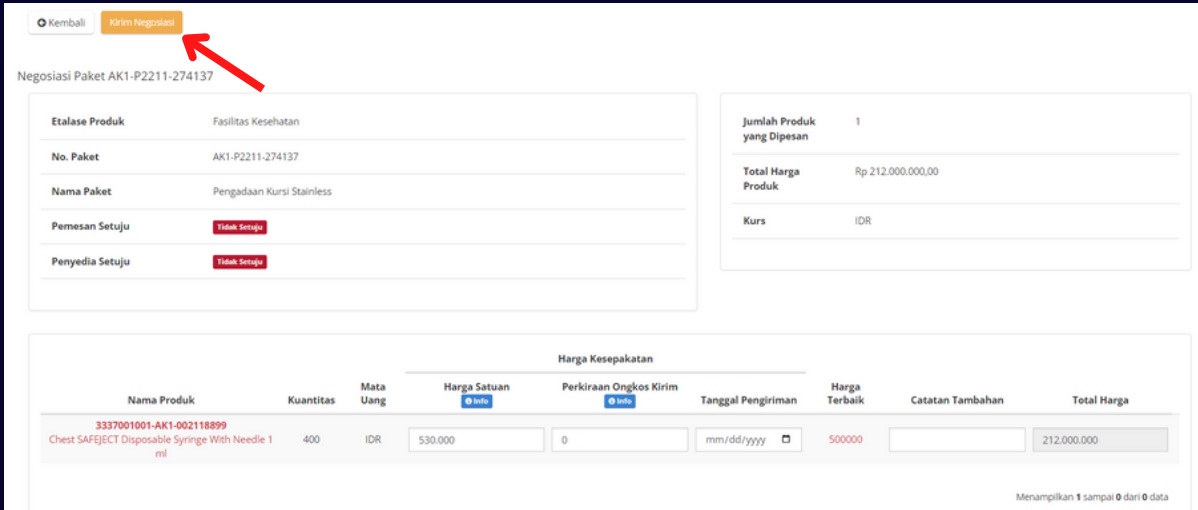 Kembali
Kirim Negosiasi
Negosiasi Paket AK1-P2211-274137
Etalase Produk Fasilitas Kesehatan
No. Paket AK1-P2211-274137
Nama Paket Pengadaan Kursi Stainless
Pemesan Setuju Tidak Setuju
Penyedia Setuju Tidak Setuju
Jumlah Produk
yang Dipesan 1
Total Harga
Produk Rp 212.000.000,00
Kurs IDR
Harga Kesepakatan
Nama Produk
Kuantitas
Mata
Uang
Harga Satuan
Info
Perkiraan Ongkos Kirim
Info
Tanggal Pengiriman
Harga
Terbaik
Catatan Tambahan
Total Harga
3337001001-AK1-002118899
Chest SAFEJECT Disposable Syringe With Needle 1
ml
400
IDR
530.000
0
mm/dd/yyyy
500000
212.000.000
Menampilkan 1 sampai 0 dari 0 data